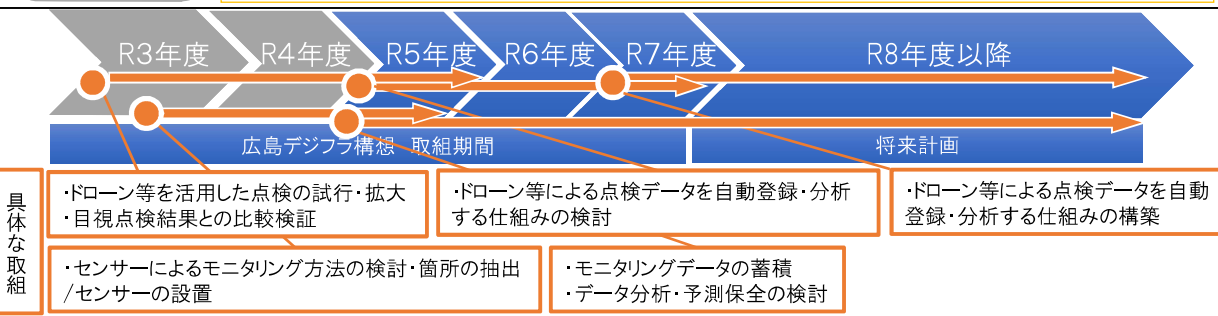 R3年度
R4年度
R5年度
R6年度
R7年度
R8年度以降
広島デジフラ構想 取組期間
将来計画
具体な取組
・ドローン等を活用した点検の試行・拡大
・目視点検結果との比較検証
・ドローン等による点検データを自動登録・分析
する仕組みの検討
・ドローン等による点検データを自動
登録・分析する仕組みの構築
・センサーによるモニタリング方法の検討・箇所の抽出
/センサーの設置
・モニタリングデータの蓄積
・データ分析・予測保全の検討